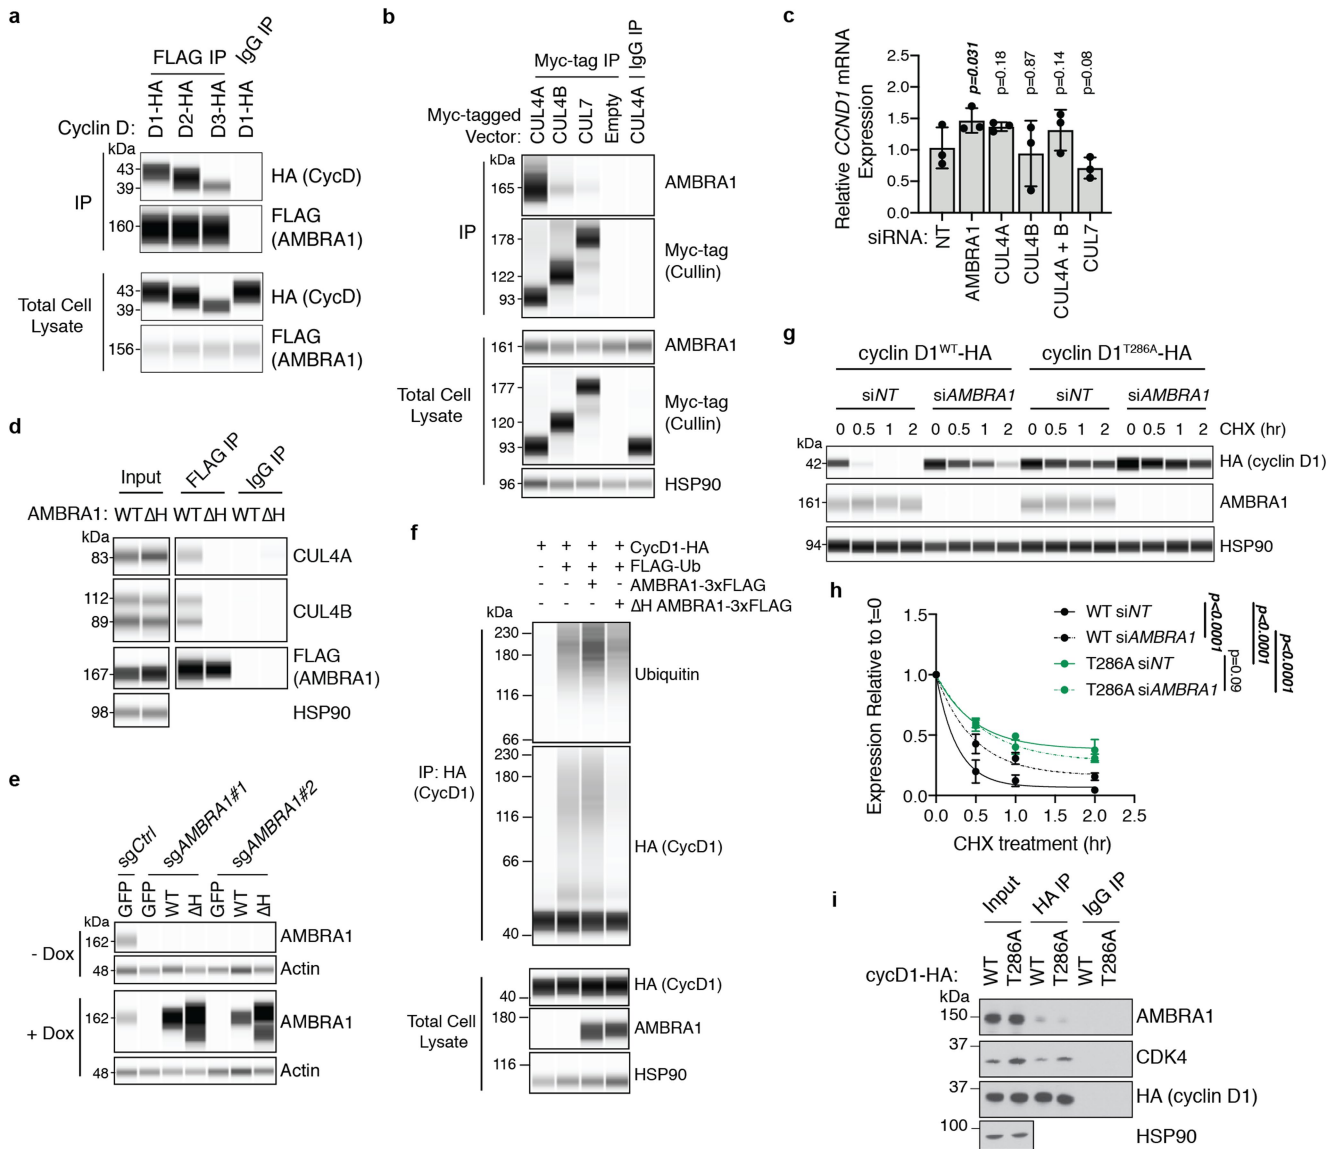 a
FLAG IP
IgG IP
Cyclin D:
D1-HA
D2-HA
D3-HA
D1-HA
kDa
43
39
HA (CycD)
IP
160
FLAG
(AMBRA1)
43
39
HA (CycD)
Total Cell
Lysate
156
FLAG
(AMBRA1)
b
Myc-tag IP
IgG IP
Myc-tagged
Vector:
CUL4A
CUL4B
CUL7
Empty
CUL4A
kDa
165
AMBRA1
IP
178
122
93
Myc-tag
(Cullin)
161
AMBRA1
Total Cell
Lysate
177
120
93
Myc-tag
(Cullin)
96
HSP90
c
Relative CCND1 mRNA
Expression
2.5
2.0
1.5
1.0
0.5
0.0
p=0.031
p=0.18
p=0.87
p=0.14
p=0.08
siRNA:
NT
AMBRA1
CUL4A
CUL4B
CUL4A + B
CUL7
d
Input
FLAG IP
IgG IP
AMBRA1: WT ΔH WT ΔH WT ΔH
kDa
83
CUL4A
112
89
CUL4B
167
FLAG
(AMBRA1)
98
HSP90
e
sgCtrl
sgAMBRA1#1
sgAMBRA1#2
GFP
GFP
WT
ΔH
GFP
WT
ΔH
kDa
- Dox
162
AMBRA1
48
Actin
+ Dox
162
AMBRA1
48
Actin
f
+ + + + CycD1-HA
- + + + FLAG-Ub
- - + - AMBRA1-3xFLAG
- - - + ΔH AMBRA1-3xFLAG
kDa
230
180
116
66
Ubiquitin
IP: HA
(CycD1)
230
180
116
66
40
HA (CycD1)
Total Cell
Lysate
40
HA (CycD1)
180
AMBRA1
116
HSP90
g
cyclin D1WT-HA
cyclin D1T286A-HA
siNT siAMBRA1 siNT siAMBRA1
0 0.5 1 2 0 0.5 1 2 0 0.5 1 2 0 0.5 1 2 CHX (hr)
kDa
42
HA (cyclin D1)
161
AMBRA1
94
HSP90
h
Expression Relative to t=0
1.5
1.0
0.5
0.0
0.0 0.5 1.0 1.5 2.0 2.5
CHX treatment (hr)
WT siNT
WT siAMBRA1
T286A siNT
T286A siAMBRA1
p<0.0001
p=0.09
p<0.0001
p<0.0001
i
Input
HA IP
IgG IP
cycD1-HA:
WT
T286A
WT
T286A
WT
T286A
kDa
150
AMBRA1
37
CDK4
37
HA (cyclin D1)
100
HSP90